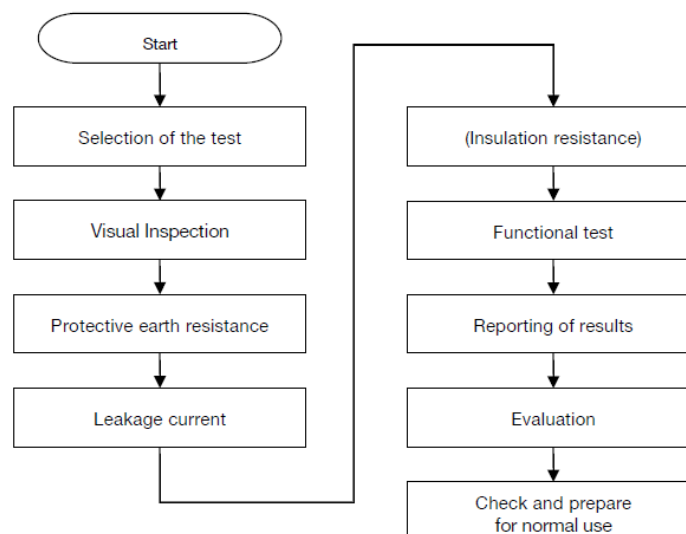 Start
Selection of the test
Visual Inspection
Protective earth resistance
Leakage current
(Insulation resistance)
Functional test
Reporting of results
Evaluation
Check and prepare
for normal use